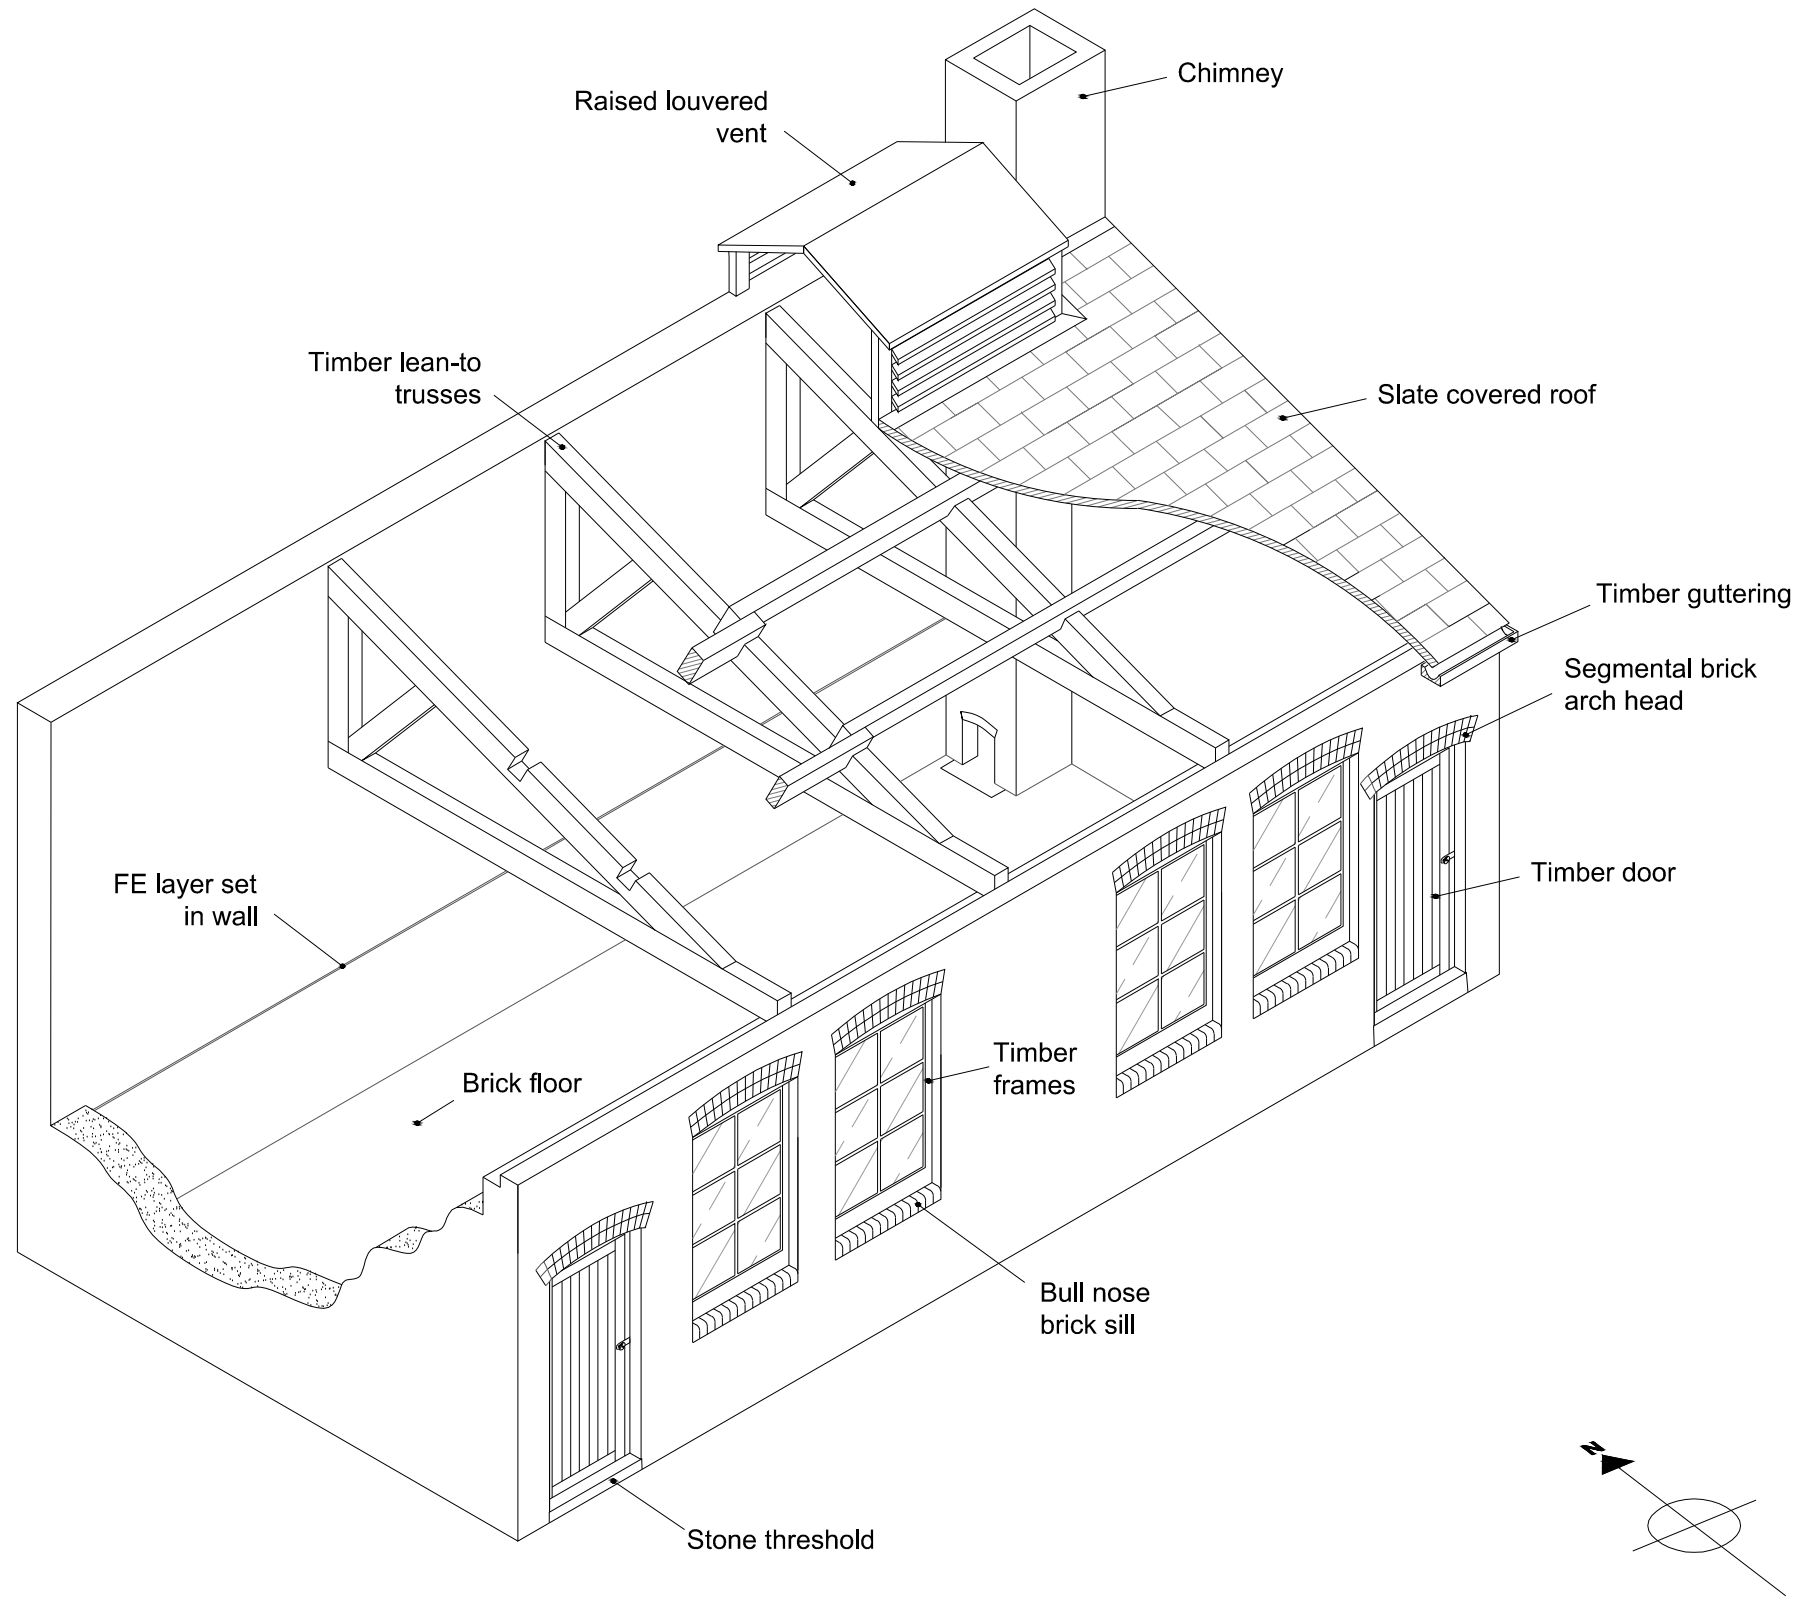 Chimney
Raised louvered
vent
Timber lean-to
trusses
Slate covered roof
Timber guttering
Segmental brick
arch head
FE layer set
in wall
Timber door
Timber
frames
Brick floor
Bull nose
brick sill
N
Stone threshold